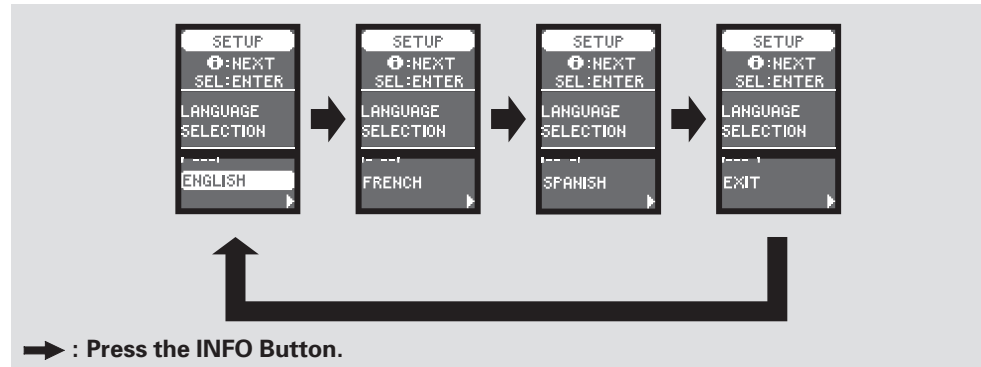 SETUP
i:NEXT
SEL:ENTER
LANGUAGE
SELECTION
ENGLISH
SETUP
i:NEXT
SEL:ENTER
LANGUAGE
SELECTION
FRENCH
SETUP
i:NEXT
SEL:ENTER
LANGUAGE
SELECTION
SPANISH
SETUP
i:NEXT
SEL:ENTER
LANGUAGE
SELECTION
EXIT
: Press the INFO Button.